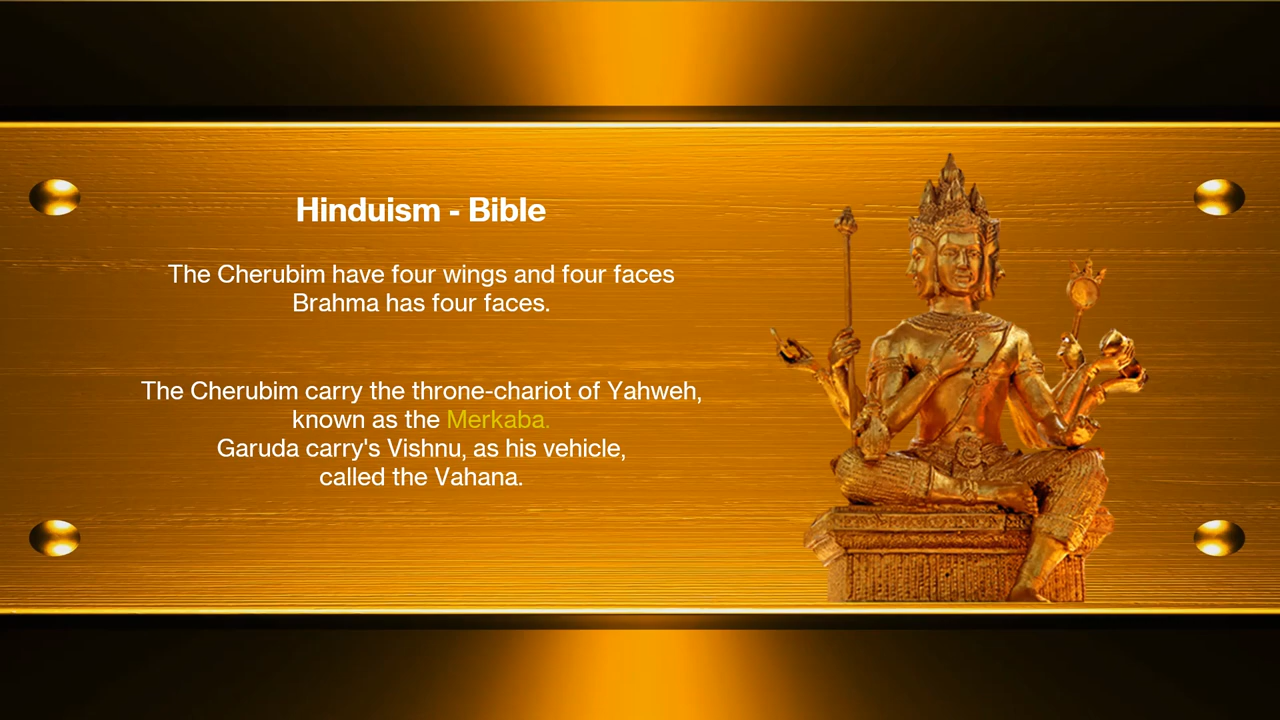 Hinduism - Bible
The Cherubim have four wings and four faces
Brahma has four faces.
The Cherubim carry the throne-chariot of Yahweh,
known as the Merkaba.
Garuda carry's Vishnu, as his vehicle,
called the Vahana.